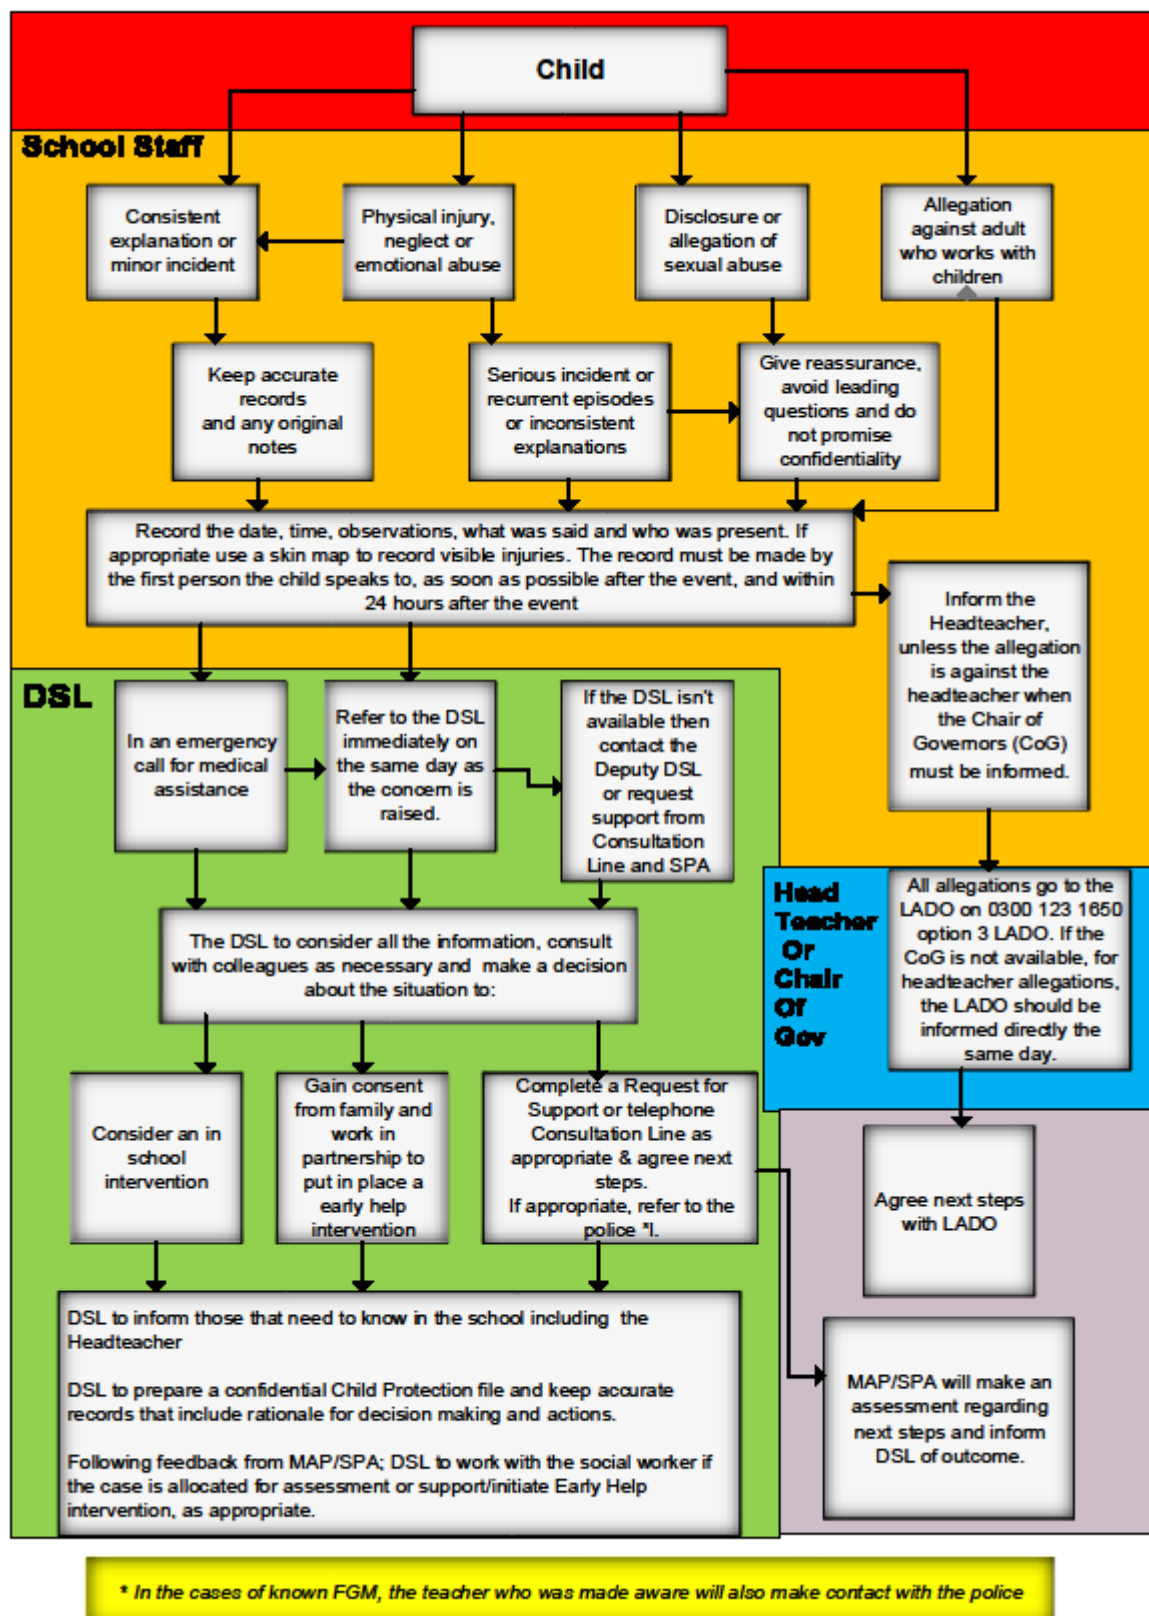 Child
School Staff
Consistent
explanation or
minor incident
Physical injury,
neglect or
emotional abuse
Disclosure or
allegation of
sexual abuse
Allegation
against adult
who works with
children
Keep accurate
records
and any original
notes
Serious incident or
recurrent episodes
or inconsistent
explanations
Give reassurance,
avoid leading
questions and do
not promise
confidentiality
Record the date, time, observations, what was said and who was present. If
appropriate use a skin map to record visible injuries. The record must be made by
the first person the child speaks to, as soon as possible after the event, and within
24 hours after the event
Inform the
Headteacher,
unless the allegation
is against the
headteacher when
the Chair of
Governors (CoG)
must be informed.
DSL
In an emergency
call for medical
assistance
Refer to the DSL
immediately on
the same day as
the concern is
raised.
If the DSL isn't
available then
contact the
Deputy DSL
or request
support from
Consultation
Line and SPA
Head
Teacher
Or
Chair
Of
Gov
All allegations go to the
LADO on 0300 123 1650
option 3 LADO. If the
CoG is not available, for
headteacher allegations,
the LADO should be
informed directly the
same day.
The DSL to consider all the information, consult
with colleagues as necessary and make a decision
about the situation to:
Consider an in
school
intervention
Gain consent
from family and
work in
partnership to
put in place a
early help
intervention
Complete a Request for
Support or telephone
Consultation Line as
appropriate & agree next
steps.
If appropriate, refer to the
police *I.
Agree next steps
with LADO
DSL to inform those that need to know in the school including the
Headteacher
DSL to prepare a confidential Child Protection file and keep accurate
records that include rationale for decision making and actions.
Following feedback from MAP/SPA; DSL to work with the social worker if
the case is allocated for assessment or support/initiate Early Help
intervention, as appropriate.
MAP/SPA will make an
assessment regarding
next steps and inform
DSL of outcome.
* In the cases of known FGM, the teacher who was made aware will also make contact with the police